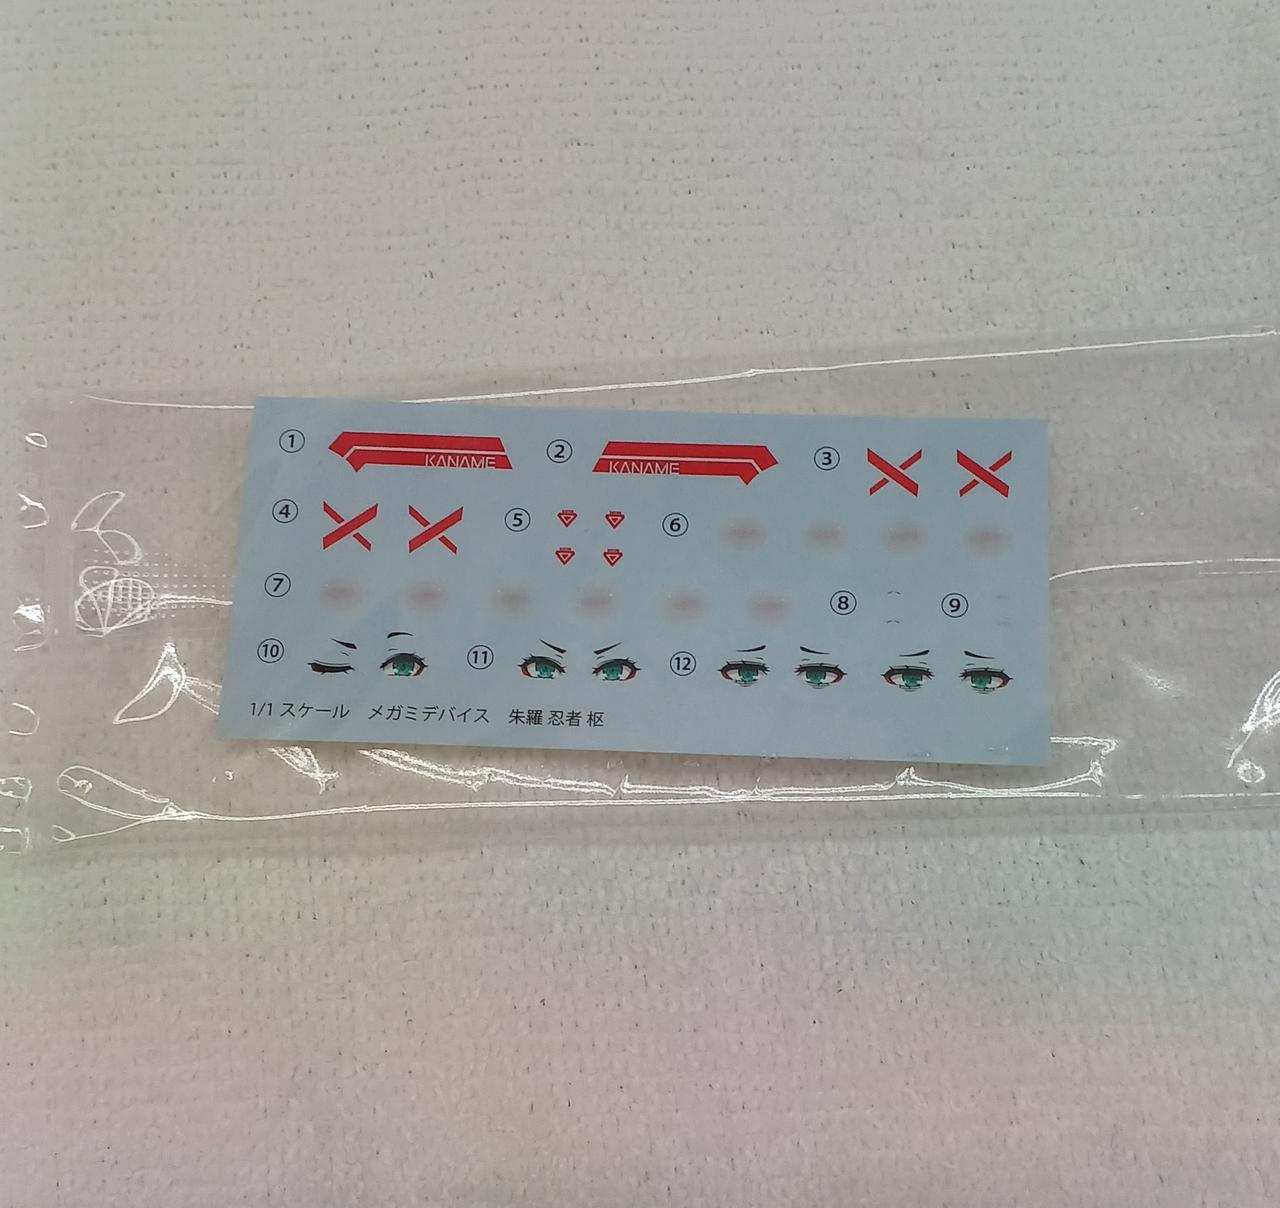 ① KANAME ② KANAME ③
④ ⑤ ⑥
⑦ ⑧ ⑨
⑩ ⑪ ⑫
1/1 スケール メガミデバイス 朱羅 忍者 枢